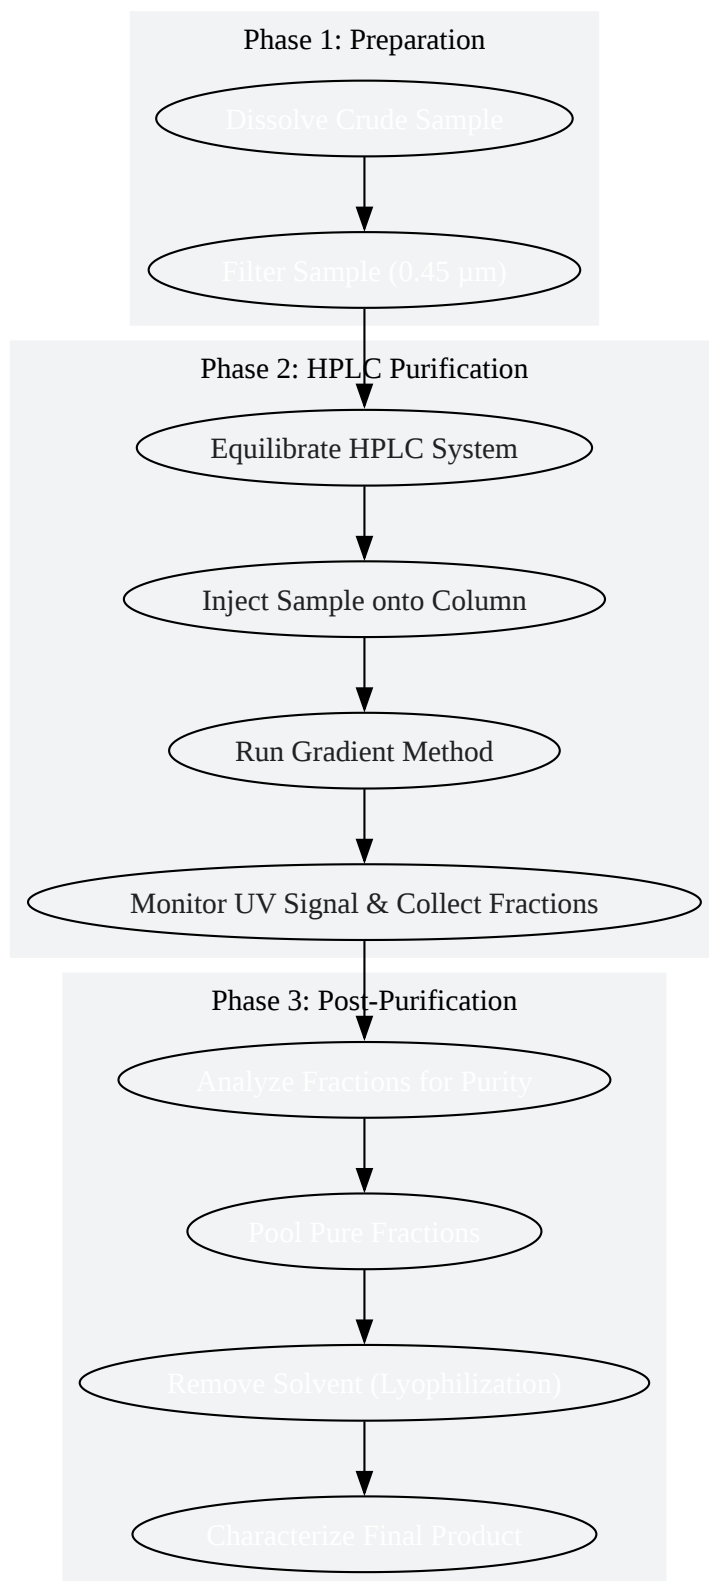 Phase 1: Preparation
Dissolve Crude Sample
Filter Sample (0.45 µm)
Phase 2: HPLC Purification
Equilibrate HPLC System
Inject Sample onto Column
Run Gradient Method
Monitor UV Signal & Collect Fractions
Phase 3: Post-Purification
Analyze Fractions for Purity
Pool Pure Fractions
Remove Solvent (Lyophilization)
Characterize Final Product